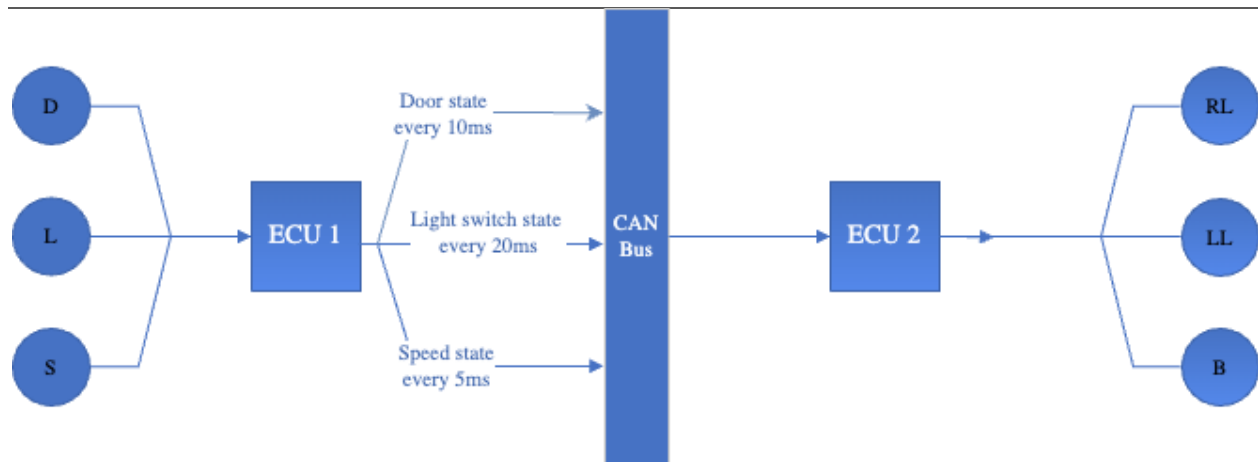 D
L
S
ECU 1
Door state
every 10ms
Light switch state
every 20ms
Speed state
every 5ms
CAN
Bus
ECU 2
RL
LL
B